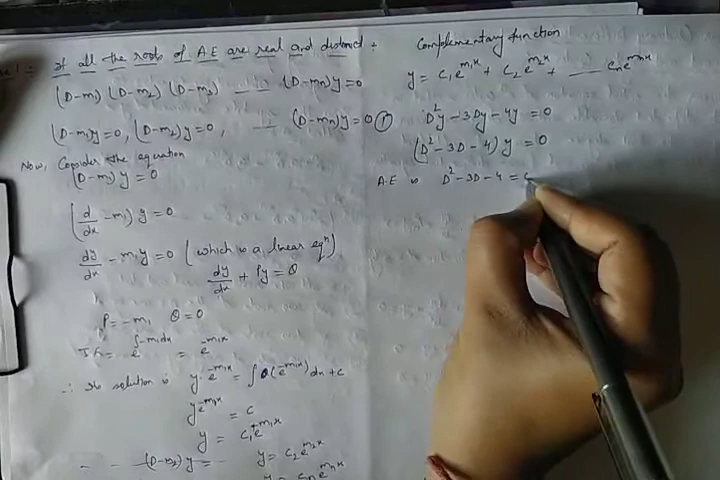 If all the roots of A.E are real and distinct :
(D-m₁) (D-m₂) (D-m₃) ---- (D-mn)y=0
(D-m₁)y=0, (D-m₂)y=0, ---- (D-mn)y=0
Now, Consider the equation
(D-m₁) y=0
(d/dx - m₁) y=0
dy/dx - m₁y=0 (which is a linear eqⁿ)
dy/dx + Py=Q
P=-m₁ Q=0
I.F = e^∫-m₁dx = e^-m₁x
∴ Its solution is y e^-m₁x = ∫0(e^-m₁x)dx+c
ye^-m₁x = c
y = c₁e^m₁x
(D-m₂)y = y = c₂e^m₂x
y = cne^mnx
Complementary function
y = c₁e^m₁x + c₂e^m₂x + ---- cne^mnx
D²y-3Dy-4y =0
(D²-3D-4)y =0
A.E is D²-3D-4=